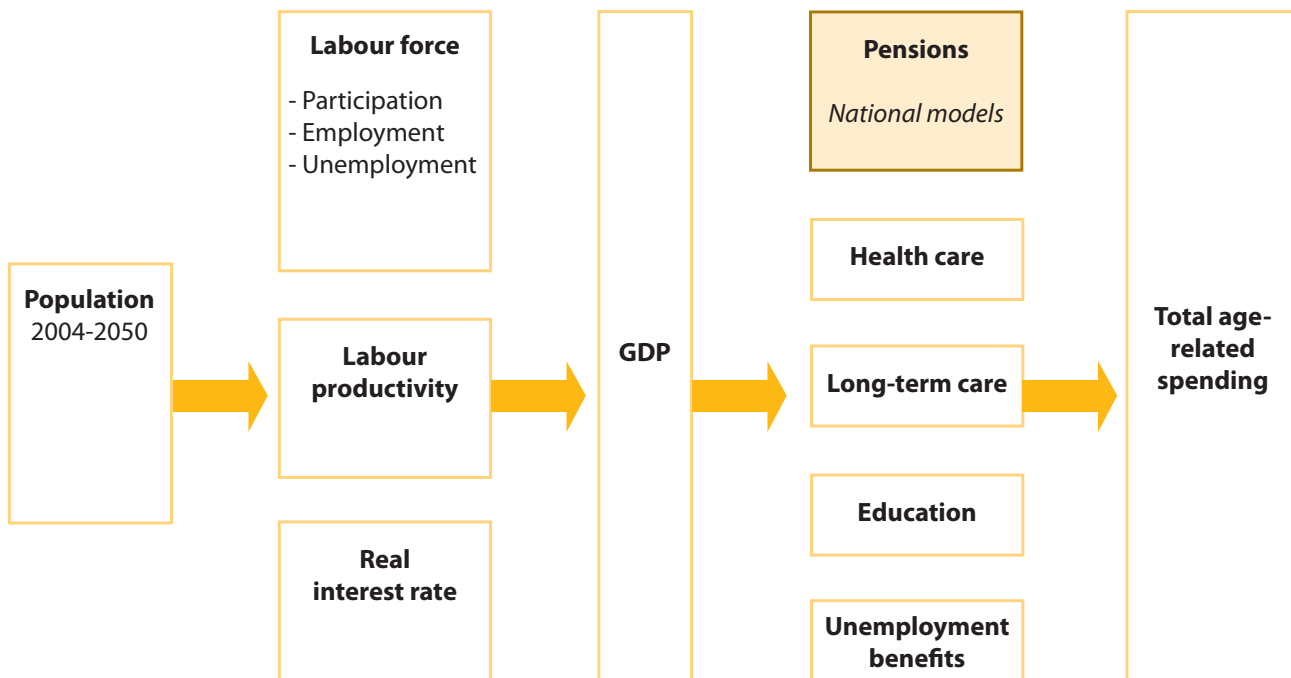 Population
2004-2050
Labour force
- Participation
- Employment
- Unemployment
Labour
productivity
Real
interest rate
GDP
Pensions
National models
Health care
Long-term care
Education
Unemployment
benefits
Total age-
related
spending